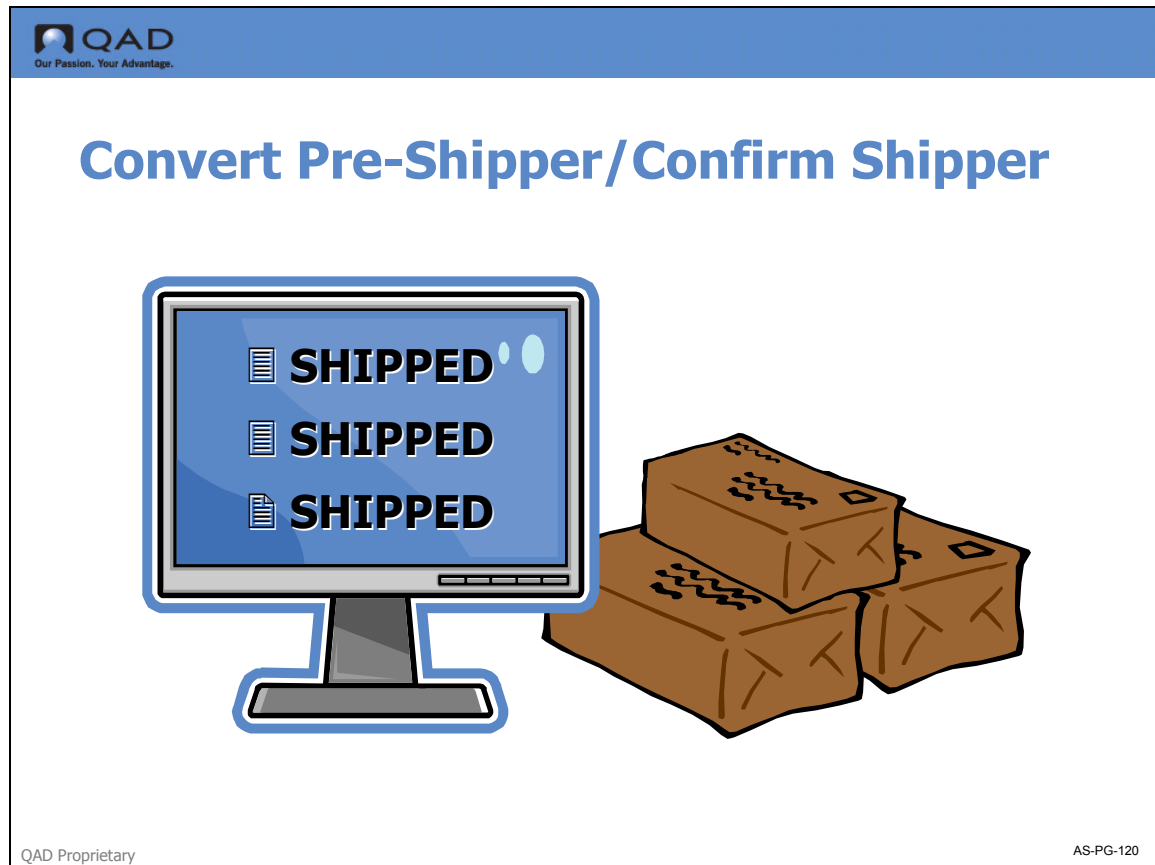 QAD
Our Passion. Your Advantage.
Convert Pre-Shipper/Confirm Shipper
SHIPPED
SHIPPED
SHIPPED
QAD Proprietary
AS-PG-120